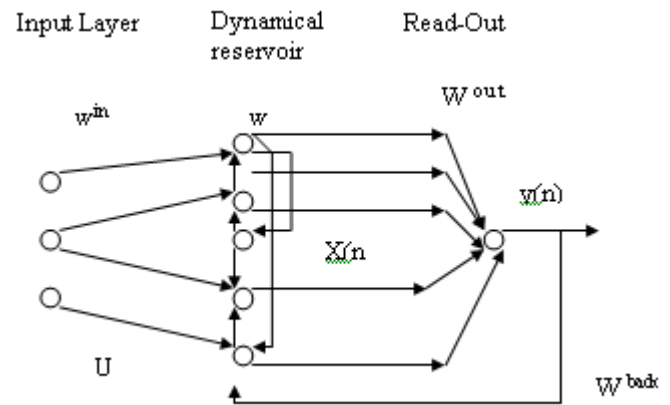 Input Layer
Dynamical
reservoir
Read-Out
w in
w
W out
X(n
y(n)
U
W back